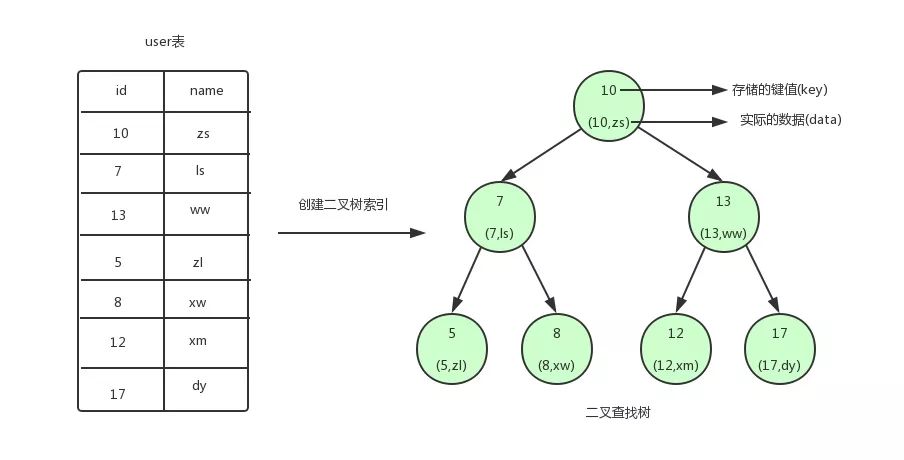 user表
id name
10 zs
7 ls
13 ww
5 zl
8 xw
12 xm
17 dy
创建二叉树索引
10
(10,zs)
存储的键值(key)
实际的数据(data)
7
(7,ls)
13
(13,ww)
5
(5,zl)
8
(8,xw)
12
(12,xm)
17
(17,dy)
二叉查找树